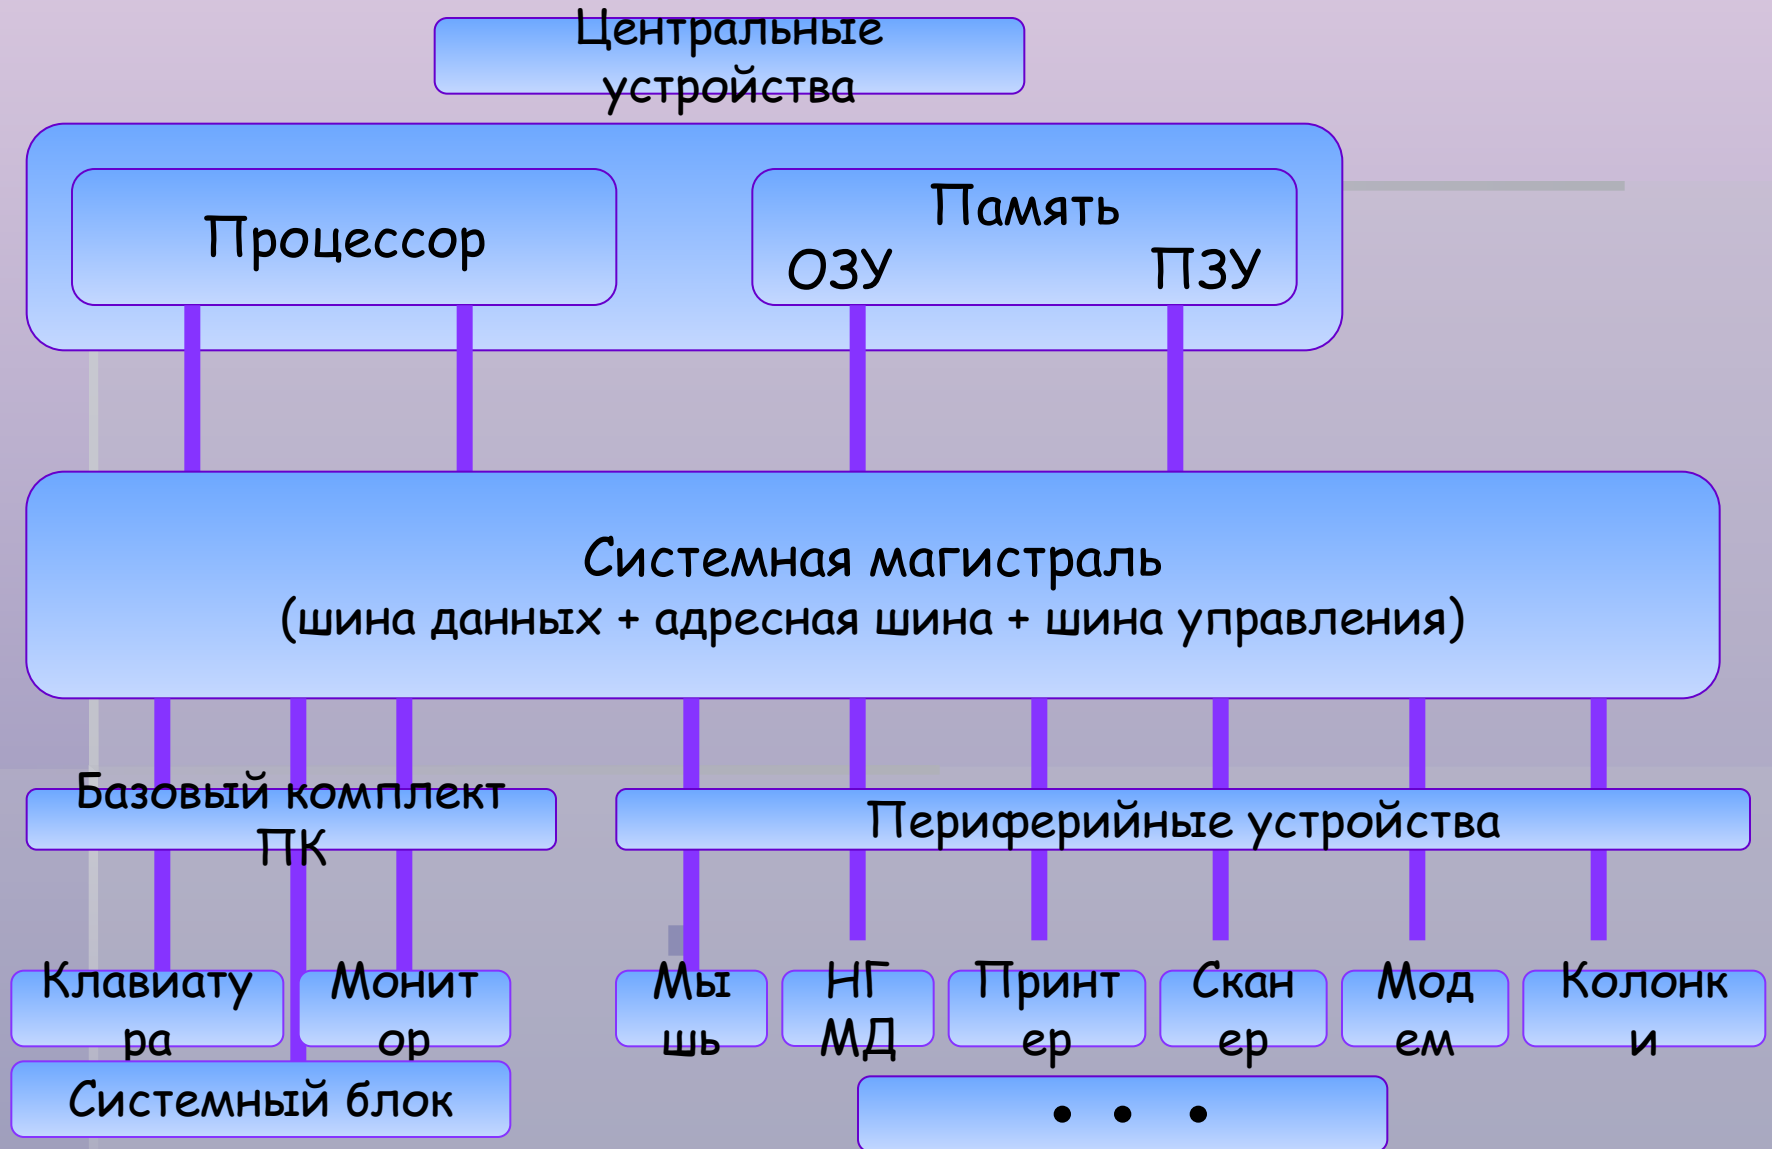 Центральные
устройства
Процессор
Память
ОЗУ ПЗУ
Системная магистраль
(шина данных + адресная шина + шина управления)
Базовый комплект
ПК
Периферийные устройства
Клавиату
ра
Монит
ор
Мы
шь
НГ
МД
Принт
ер
Скан
ер
Мод
ем
Колонк
и
Системный блок
• • •